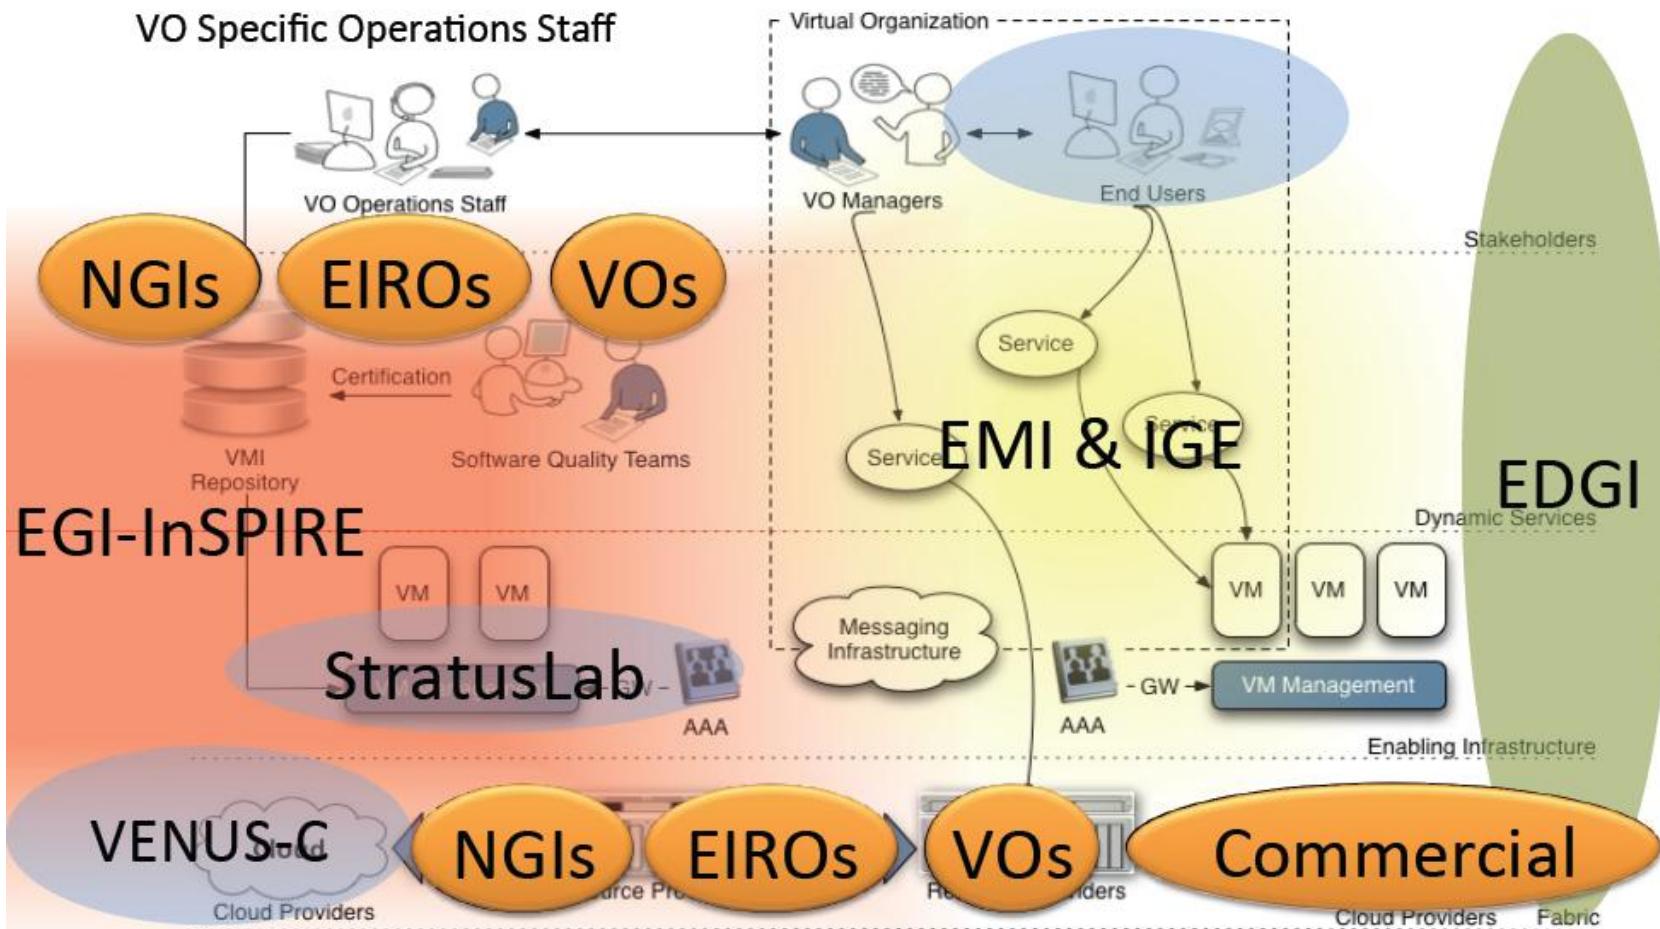 VO Specific Operations Staff
Virtual Organization
VO Operations Staff
VO Managers
End Users
Stakeholders
NGIs
EIROs
VOs
Service
Certification
Service
VMI
Repository
Software Quality Teams
Service
EMI & IGE
EDGI
EGI-InSPIRE
Dynamic Services
VM
VM
VM
VM
VM
Messaging
Infrastructure
StratusLab
GW
AAA
AAA
GW
VM Management
Enabling Infrastructure
VENUS-C
Cloud
NGIs
EIROs
VOs
Commercial
Cloud Providers
Cloud Providers
Fabric